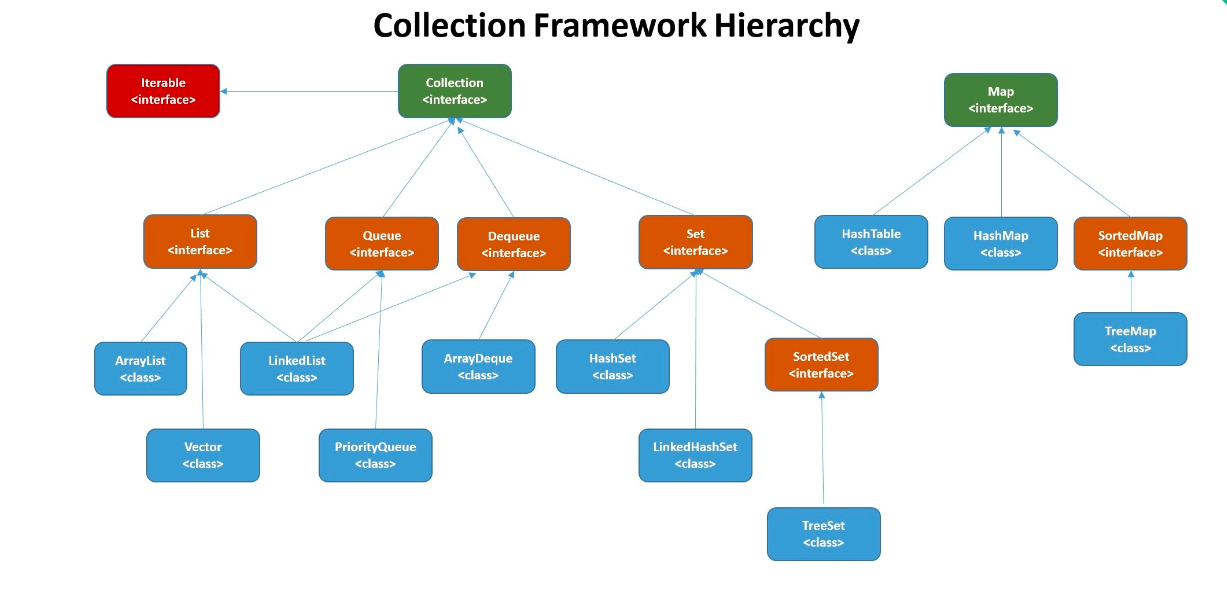 Collection Framework Hierarchy
Iterable
<interface>
Collection
<interface>
Map
<interface>
List
<interface>
Queue
<interface>
Dequeue
<interface>
Set
<interface>
HashTable
<class>
HashMap
<class>
SortedMap
<interface>
ArrayList
<class>
LinkedList
<class>
ArrayDeque
<class>
HashSet
<class>
SortedSet
<interface>
TreeMap
<class>
Vector
<class>
PriorityQueue
<class>
LinkedHashSet
<class>
TreeSet
<class>